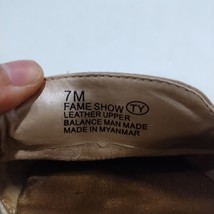 7M
FAME SHOW TY
LEATHER UPPER
BALANCE MAN MADE
MADE IN MYANMAR